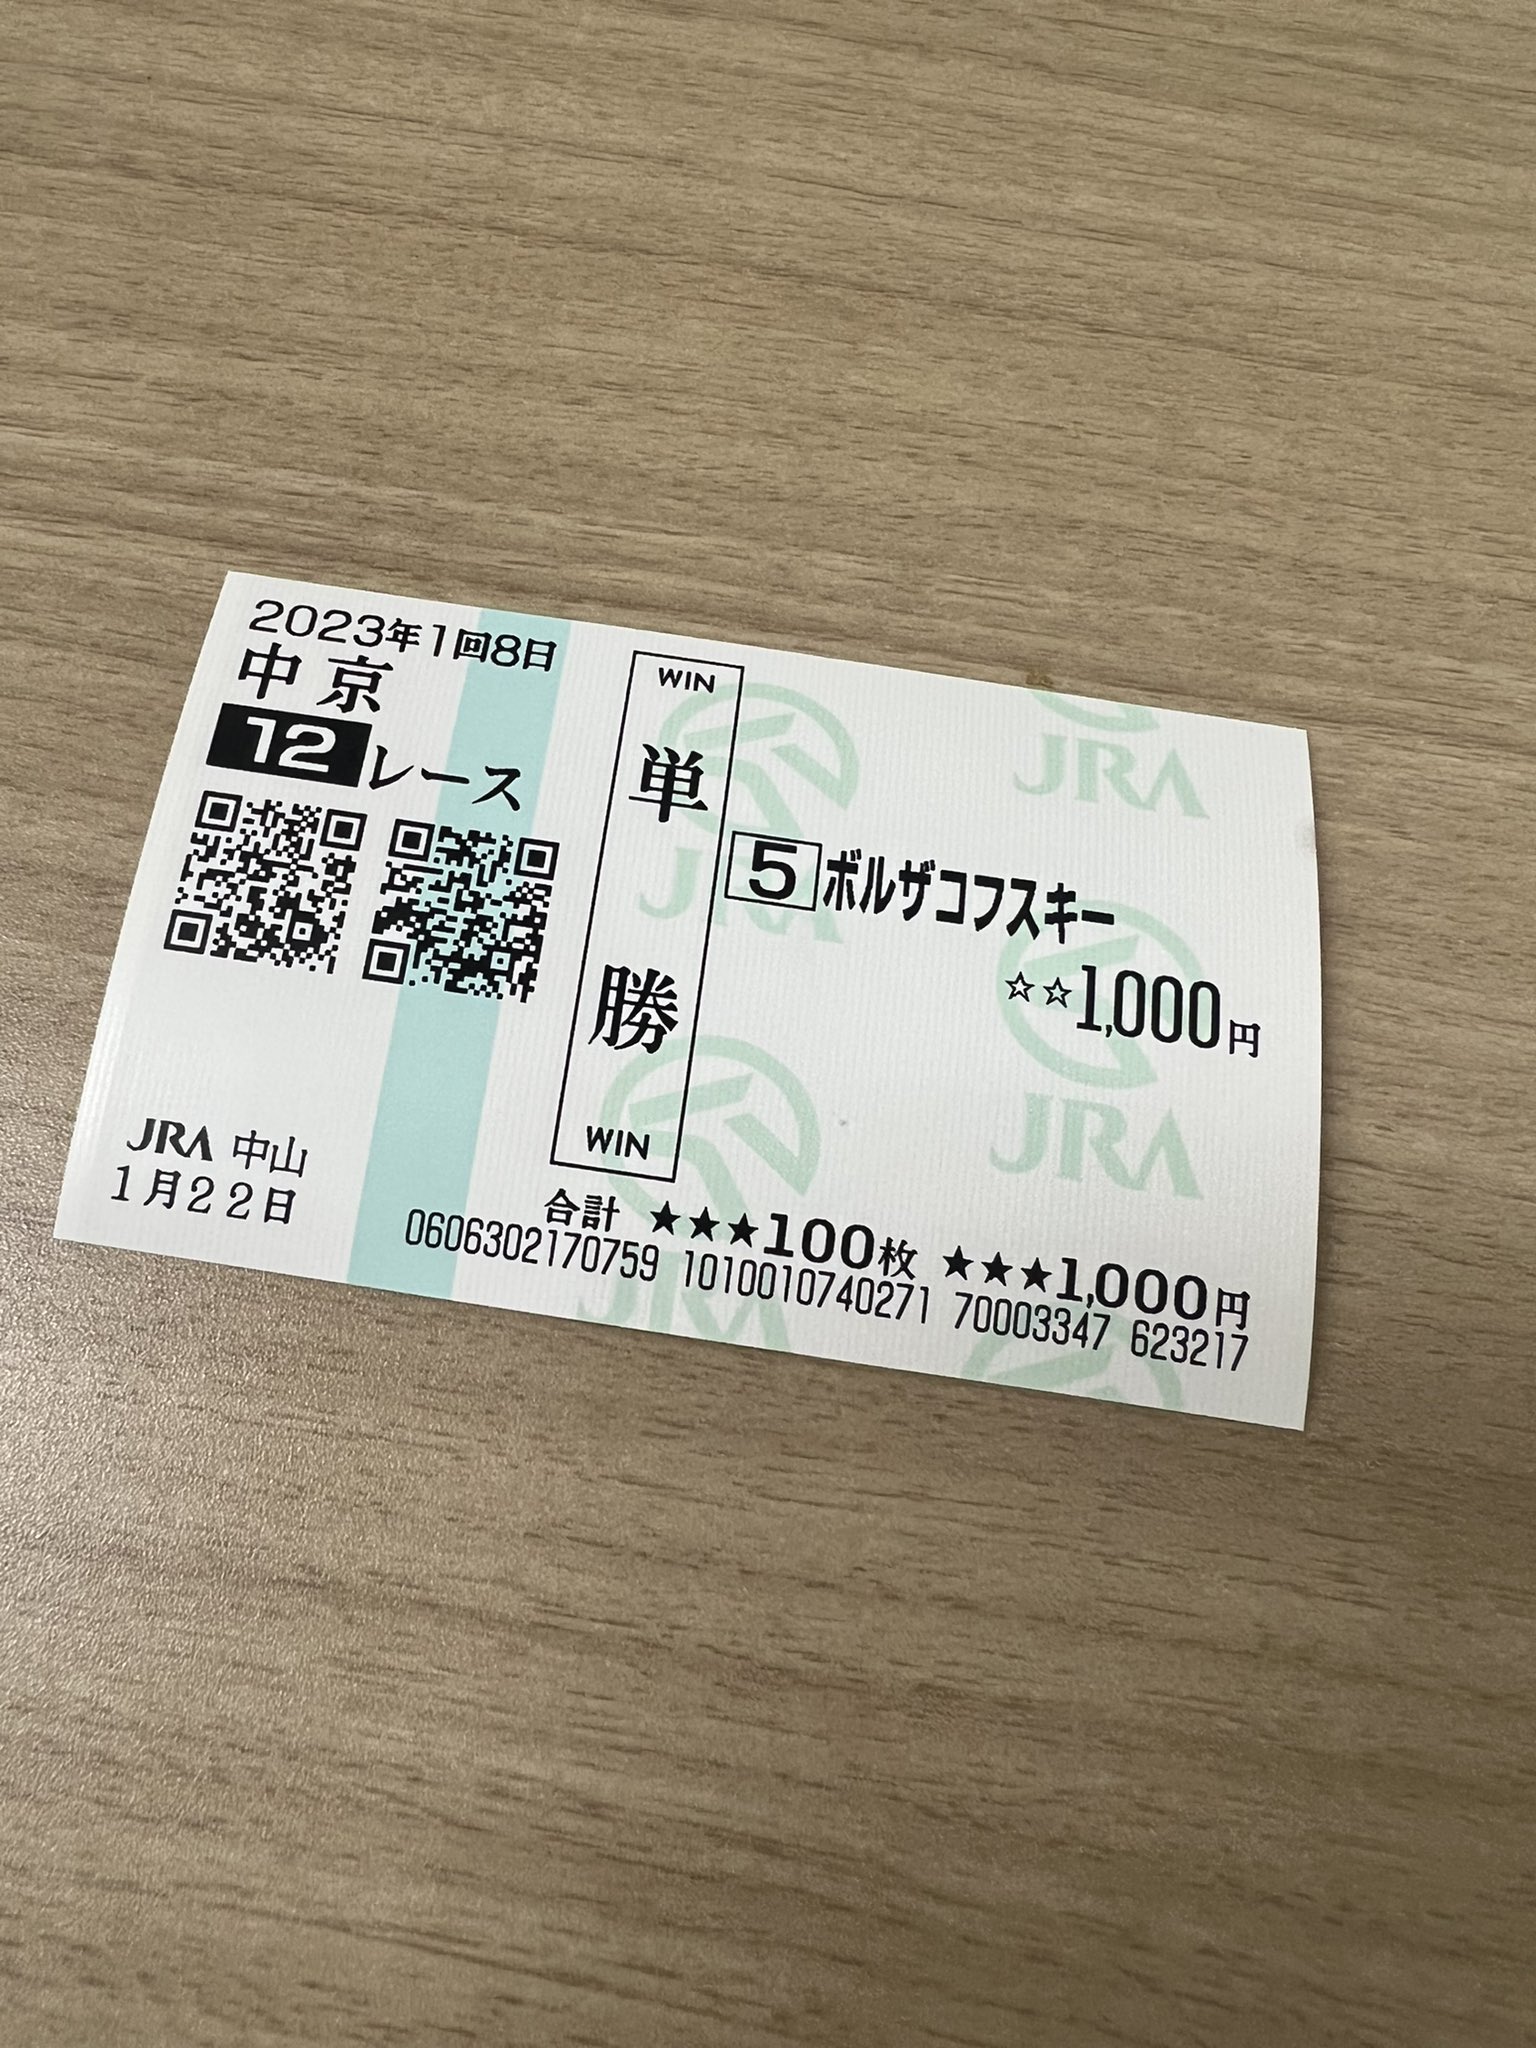 2023年1回8日
中京
12レース
JRA 中山
1月22日
WIN
単勝
WIN
5 ボルザコフスキー
☆☆1,000円
合計 ★★★100枚 ★★★1,000円
0606302170759 1010010740271 70003347 623217
JRA
JRA
JRA
JRA